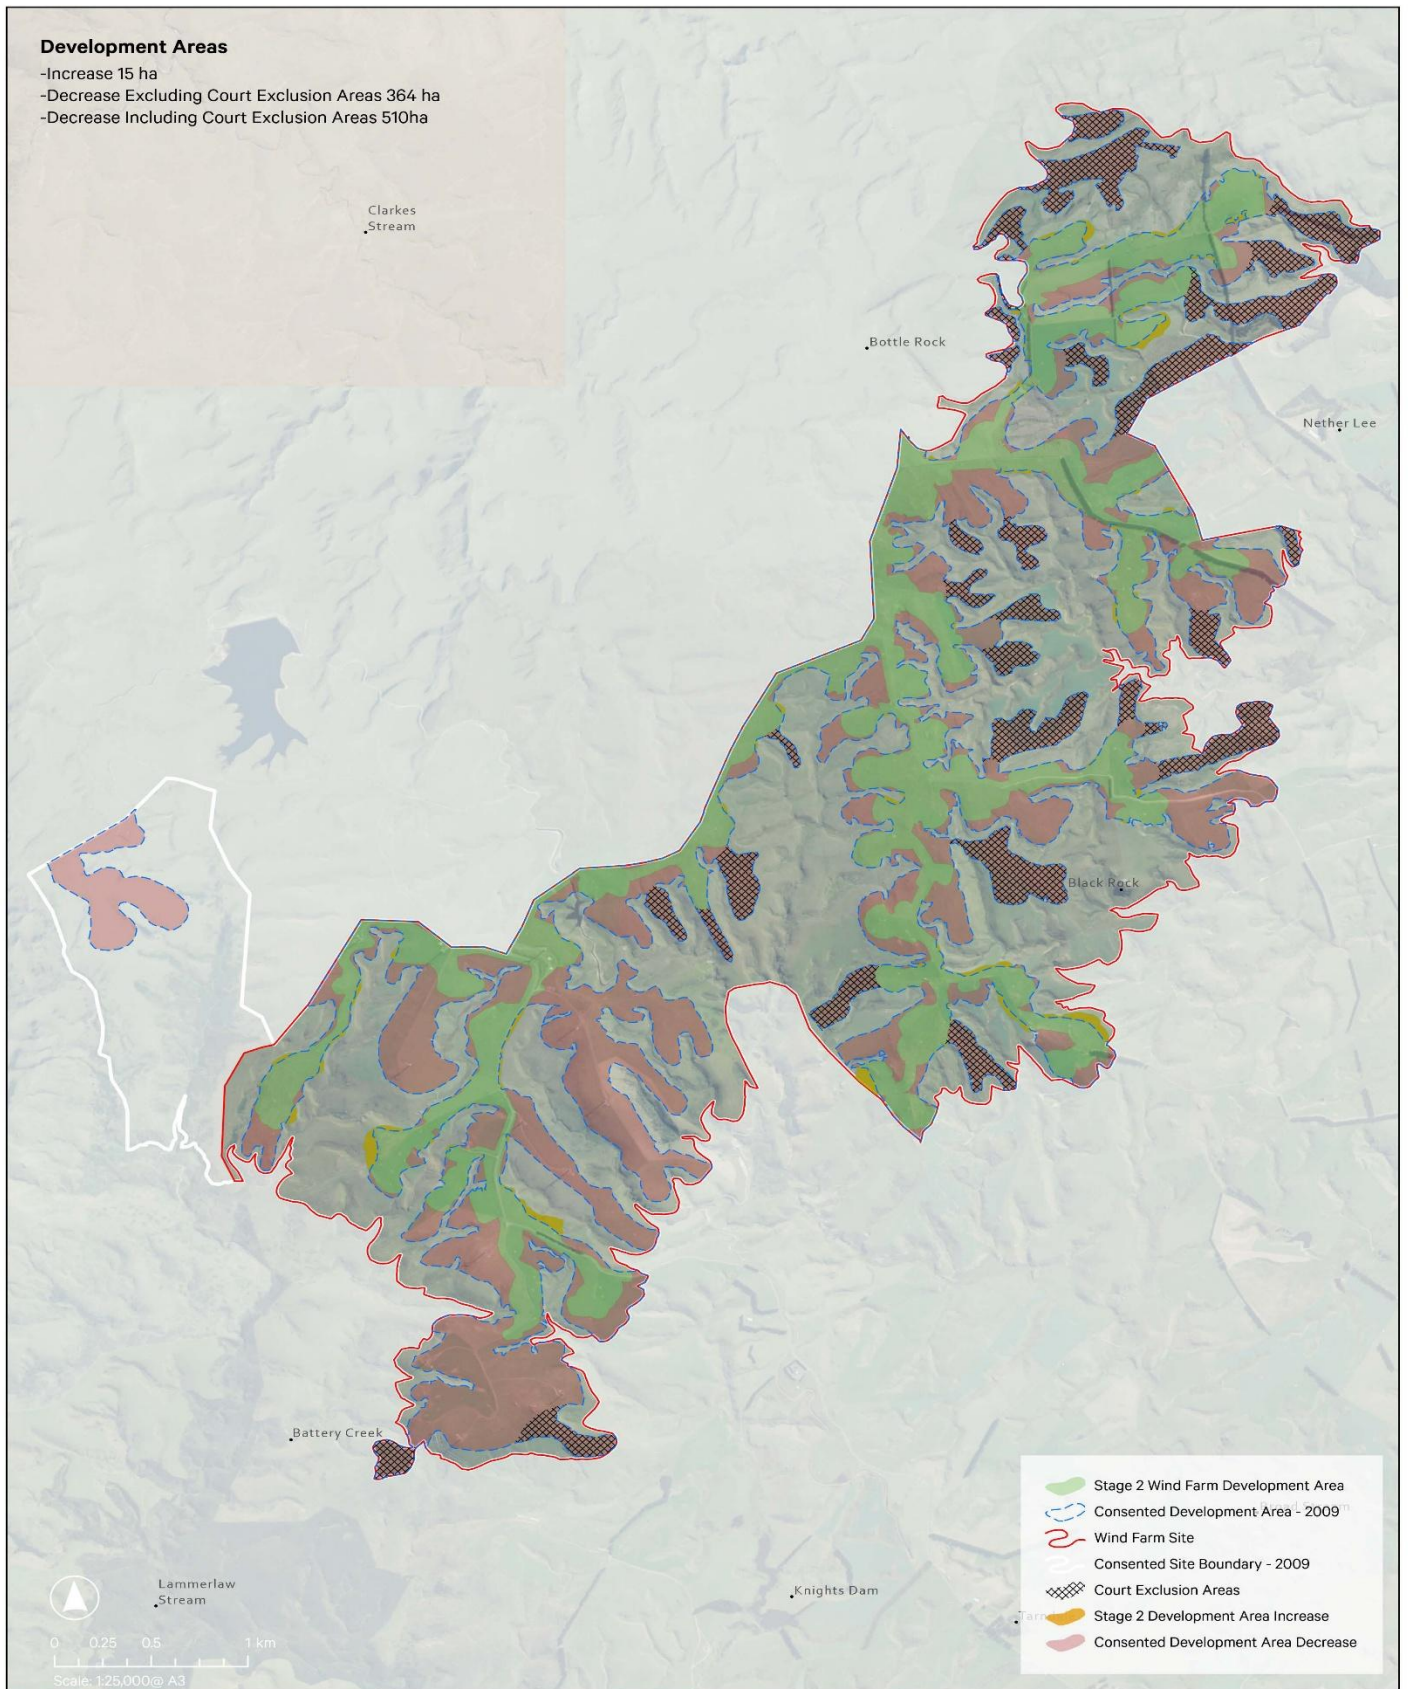 Development Areas
-Increase 15 ha
-Decrease Excluding Court Exclusion Areas 364 ha
-Decrease Including Court Exclusion Areas 510ha
Clarkes
Stream
Bottle Rock
Nether Lee
Black Rock
Battery Creek
Lammerlaw
Stream
Knights Dam
Stage 2 Wind Farm Development Area
Consented Development Area - 2009
Wind Farm Site
Consented Site Boundary - 2009
Court Exclusion Areas
Stage 2 Development Area Increase
Consented Development Area Decrease
0 0.25 0.5 1 km
Scale: 1:25,000@ A3